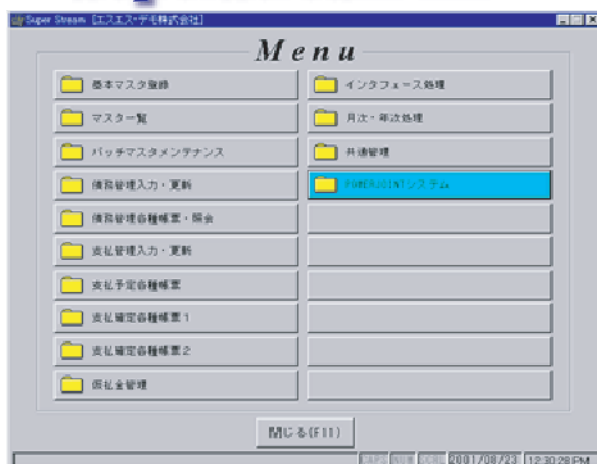 Super Stream [エスエス・デモ株式会社]
Menu
基本マスタ登録
マスタ一覧
バッチマスタメンテナンス
債務管理入力・更新
債務管理各種帳票・照会
支払管理入力・更新
支払予定各種帳票
支払確定各種帳票1
支払確定各種帳票2
仮払金管理
インタフェース処理
月次・年次処理
共通管理
POWERJOINTシステム
閉じる(F11)
CAPS NUM SCRL 2001/08/23 12:30:28 PM